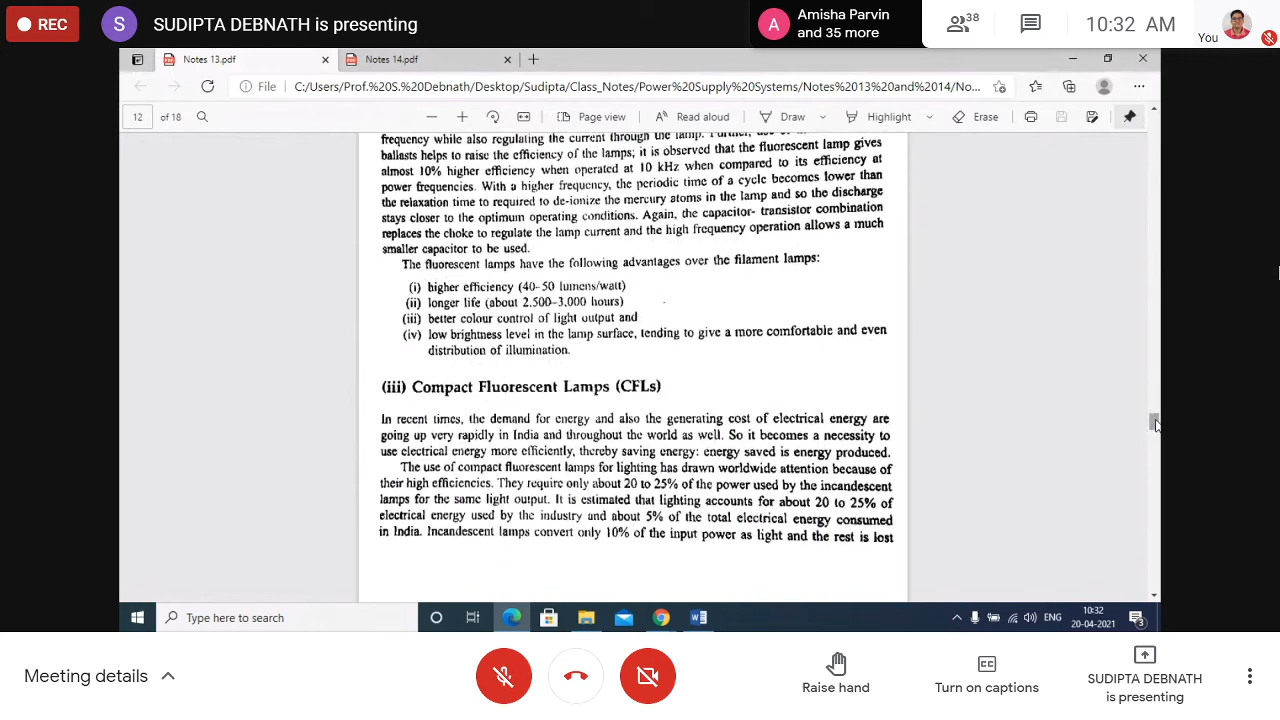 REC
S
SUDIPTA DEBNATH is presenting
A
Amisha Parvin
and 35 more
38
10:32 AM
You
Notes 13.pdf
Notes 14.pdf
File
C:/Users/Prof.%20S.%20Debnath/Desktop/Sudipta/Class_Notes/Power%20Supply%20Systems/Notes%2013%20and%2014/No...
12 of 18
Page view
Read aloud
Draw
Highlight
Erase
frequency while also regulating the current through the lamp. Further, use of
ballasts helps to raise the efficiency of the lamps; it is observed that the fluorescent lamp gives
almost 10% higher efficiency when operated at 10 kHz when compared to its efficiency at
power frequencies. With a higher frequency, the periodic time of a cycle becomes lower than
the relaxation time to required to de-ionize the mercury atoms in the lamp and so the discharge
stays closer to the optimum operating conditions. Again, the capacitor- transistor combination
replaces the choke to regulate the lamp current and the high frequency operation allows a much
smaller capacitor to be used.
The fluorescent lamps have the following advantages over the filament lamps:
(i) higher efficiency (40–50 lumens/watt)
(ii) longer life (about 2,500–3,000 hours)
(iii) better colour control of light output and
(iv) low brightness level in the lamp surface, tending to give a more comfortable and even
distribution of illumination.
(iii) Compact Fluorescent Lamps (CFLs)
In recent times, the demand for energy and also the generating cost of electrical energy are
going up very rapidly in India and throughout the world as well. So it becomes a necessity to
use electrical energy more efficiently, thereby saving energy: energy saved is energy produced.
The use of compact fluorescent lamps for lighting has drawn worldwide attention because of
their high efficiencies. They require only about 20 to 25% of the power used by the incandescent
lamps for the same light output. It is estimated that lighting accounts for about 20 to 25% of
electrical energy used by the industry and about 5% of the total electrical energy consumed
in India. Incandescent lamps convert only 10% of the input power as light and the rest is lost
Type here to search
ENG
10:32
20-04-2021
3
Meeting details
Raise hand
Turn on captions
SUDIPTA DEBNATH
is presenting